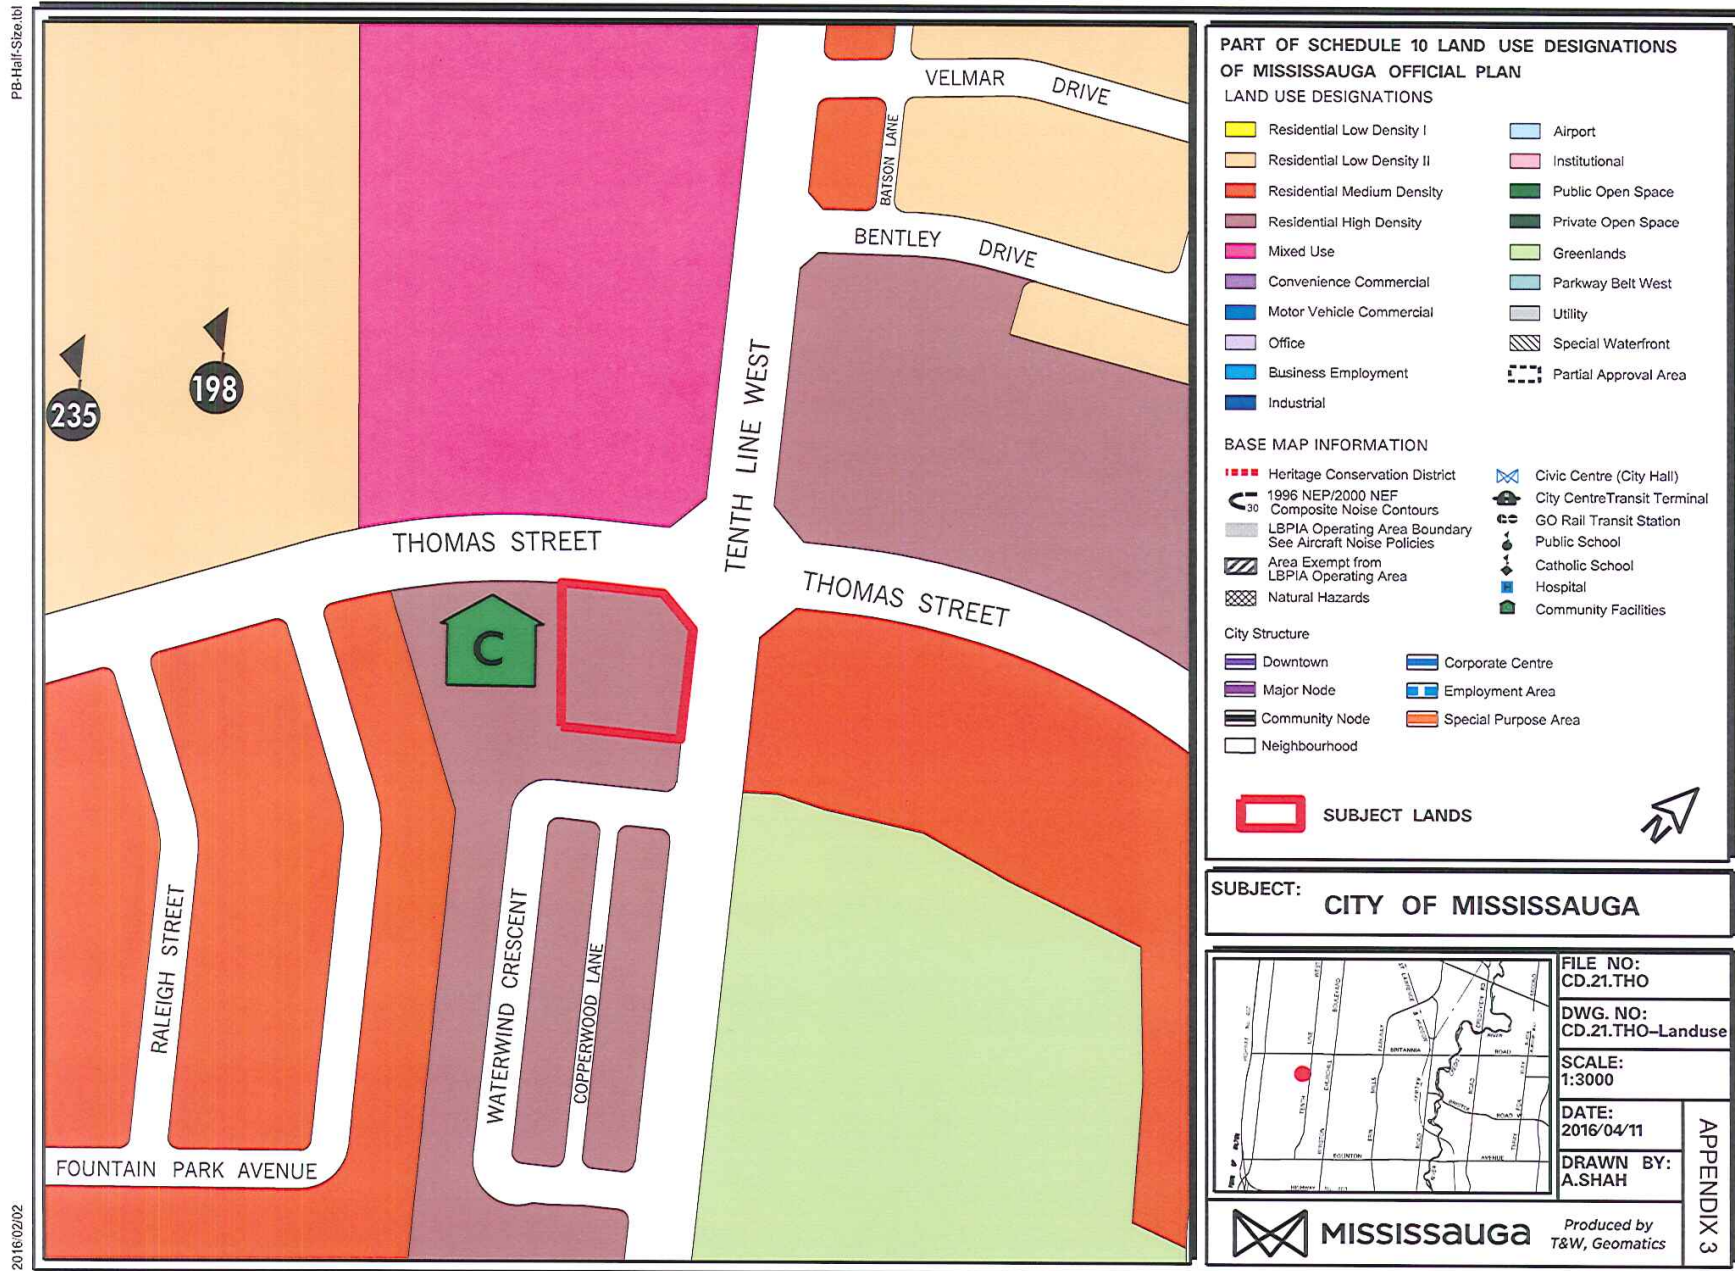 PB-Half-Size.tbl
2016/02/02
VELMAR DRIVE
BATSON LANE
BENTLEY DRIVE
235
198
TENTH LINE WEST
THOMAS STREET
THOMAS STREET
C
RALEIGH STREET
WATERWIND CRESCENT
COPPERWOOD LANE
FOUNTAIN PARK AVENUE
PART OF SCHEDULE 10 LAND USE DESIGNATIONS
OF MISSISSAUGA OFFICIAL PLAN
LAND USE DESIGNATIONS
Residential Low Density I
Residential Low Density II
Residential Medium Density
Residential High Density
Mixed Use
Convenience Commercial
Motor Vehicle Commercial
Office
Business Employment
Industrial
Airport
Institutional
Public Open Space
Private Open Space
Greenlands
Parkway Belt West
Utility
Special Waterfront
Partial Approval Area
BASE MAP INFORMATION
Heritage Conservation District
30
1996 NEP/2000 NEF
Composite Noise Contours
LBPIA Operating Area Boundary
See Aircraft Noise Policies
Area Exempt from
LBPIA Operating Area
Natural Hazards
Civic Centre (City Hall)
City CentreTransit Terminal
GO Rail Transit Station
Public School
Catholic School
H
Hospital
Community Facilities
City Structure
Downtown
Major Node
Community Node
Neighbourhood
Corporate Centre
Employment Area
Special Purpose Area
SUBJECT LANDS
N
SUBJECT:
CITY OF MISSISSAUGA
BRITANNIA ROAD
EGLINTON AVENUE
TENTH LINE WEST
FILE NO:
CD.21.THO
DWG. NO:
CD.21.THO-Landuse
SCALE:
1:3000
DATE:
2016/04/11
DRAWN BY:
A.SHAH
APPENDIX 3
MISSISSAUGA
Produced by
T&W, Geomatics